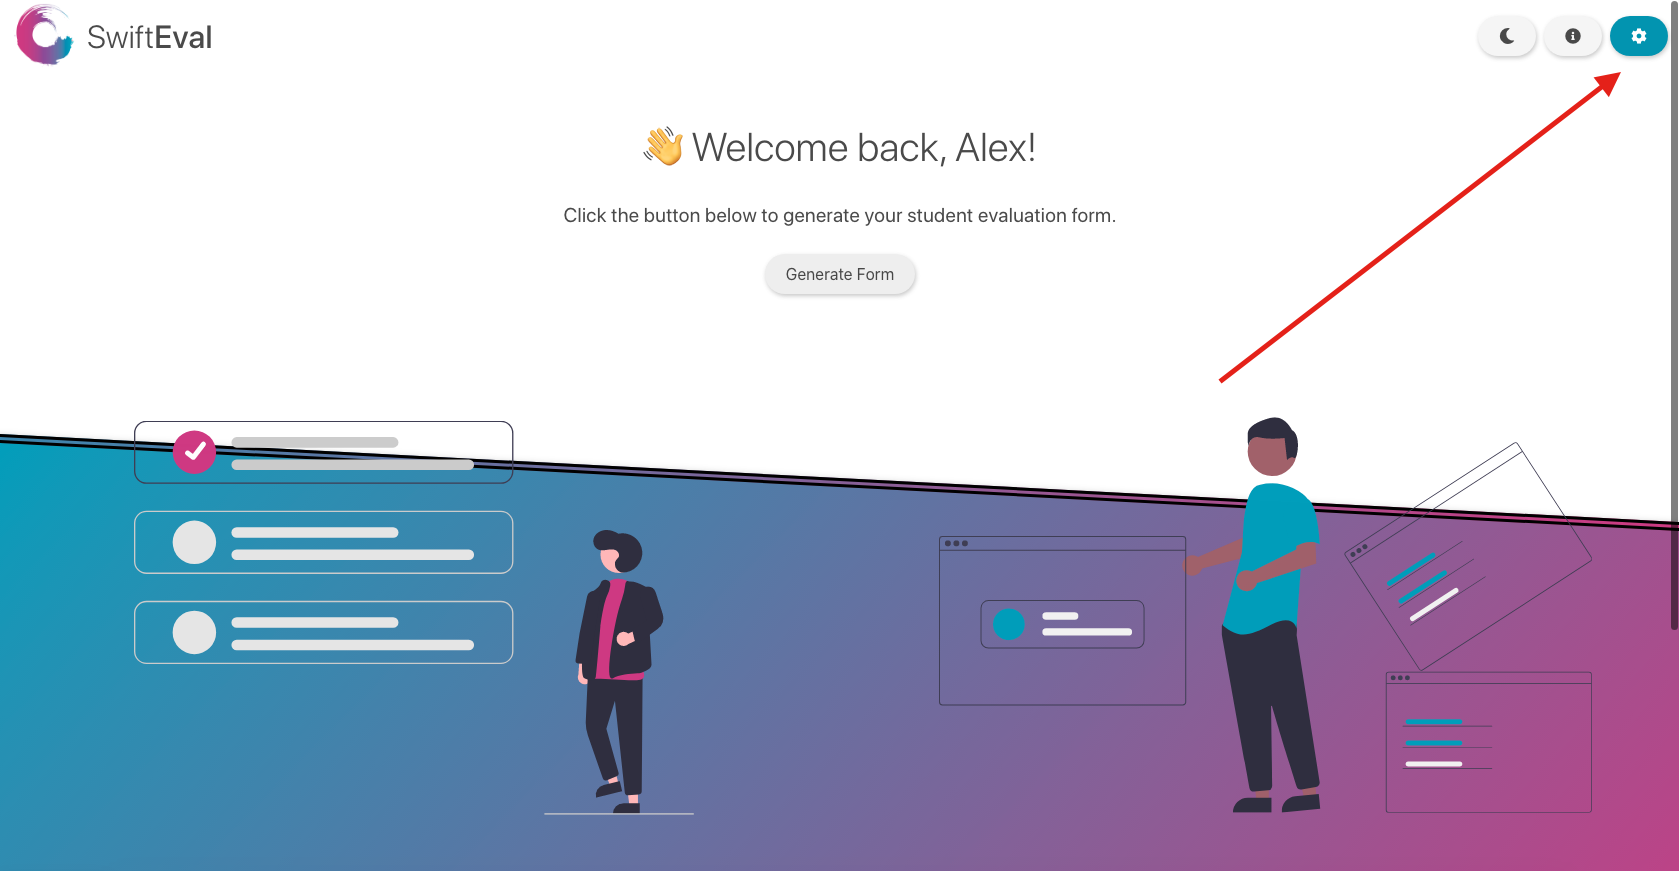 SwiftEval
👋 Welcome back, Alex!
Click the button below to generate your student evaluation form.
Generate Form